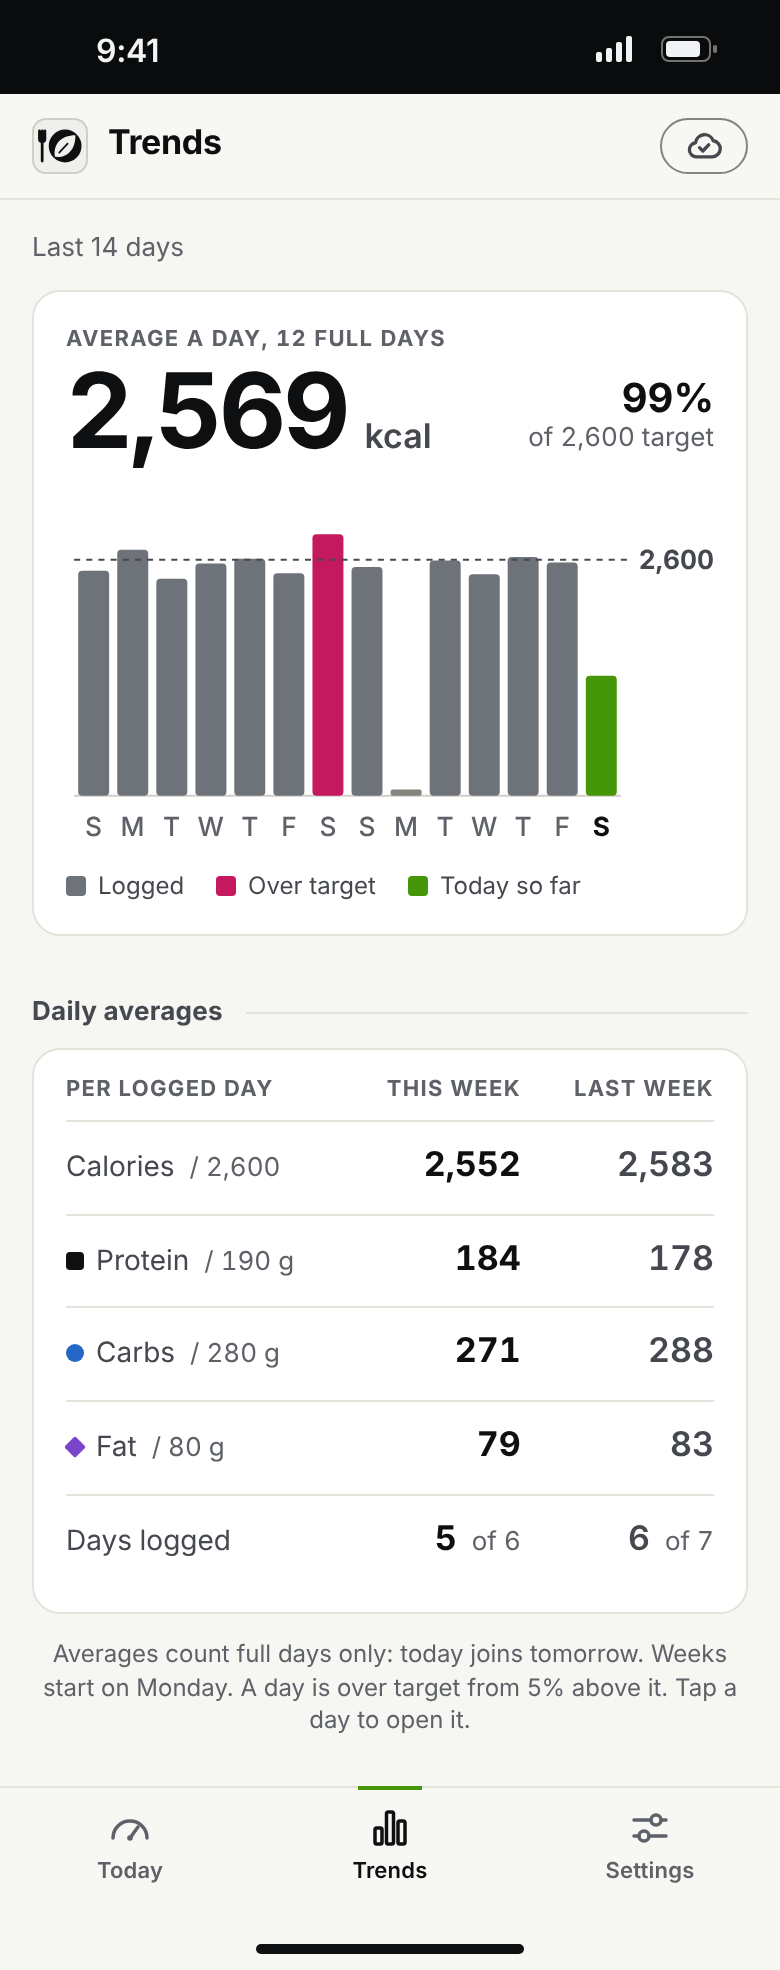 9:41
Trends
Last 14 days
AVERAGE A DAY, 12 FULL DAYS
2,569 kcal
99%
of 2,600 target
2,600
S M T W T F S S M T W T F S
Logged Over target Today so far
Daily averages
PER LOGGED DAY THIS WEEK LAST WEEK
Calories / 2,600 2,552 2,583
Protein / 190 g 184 178
Carbs / 280 g 271 288
Fat / 80 g 79 83
Days logged 5 of 6 6 of 7
Averages count full days only: today joins tomorrow. Weeks
start on Monday. A day is over target from 5% above it. Tap a
day to open it.
Today Trends Settings